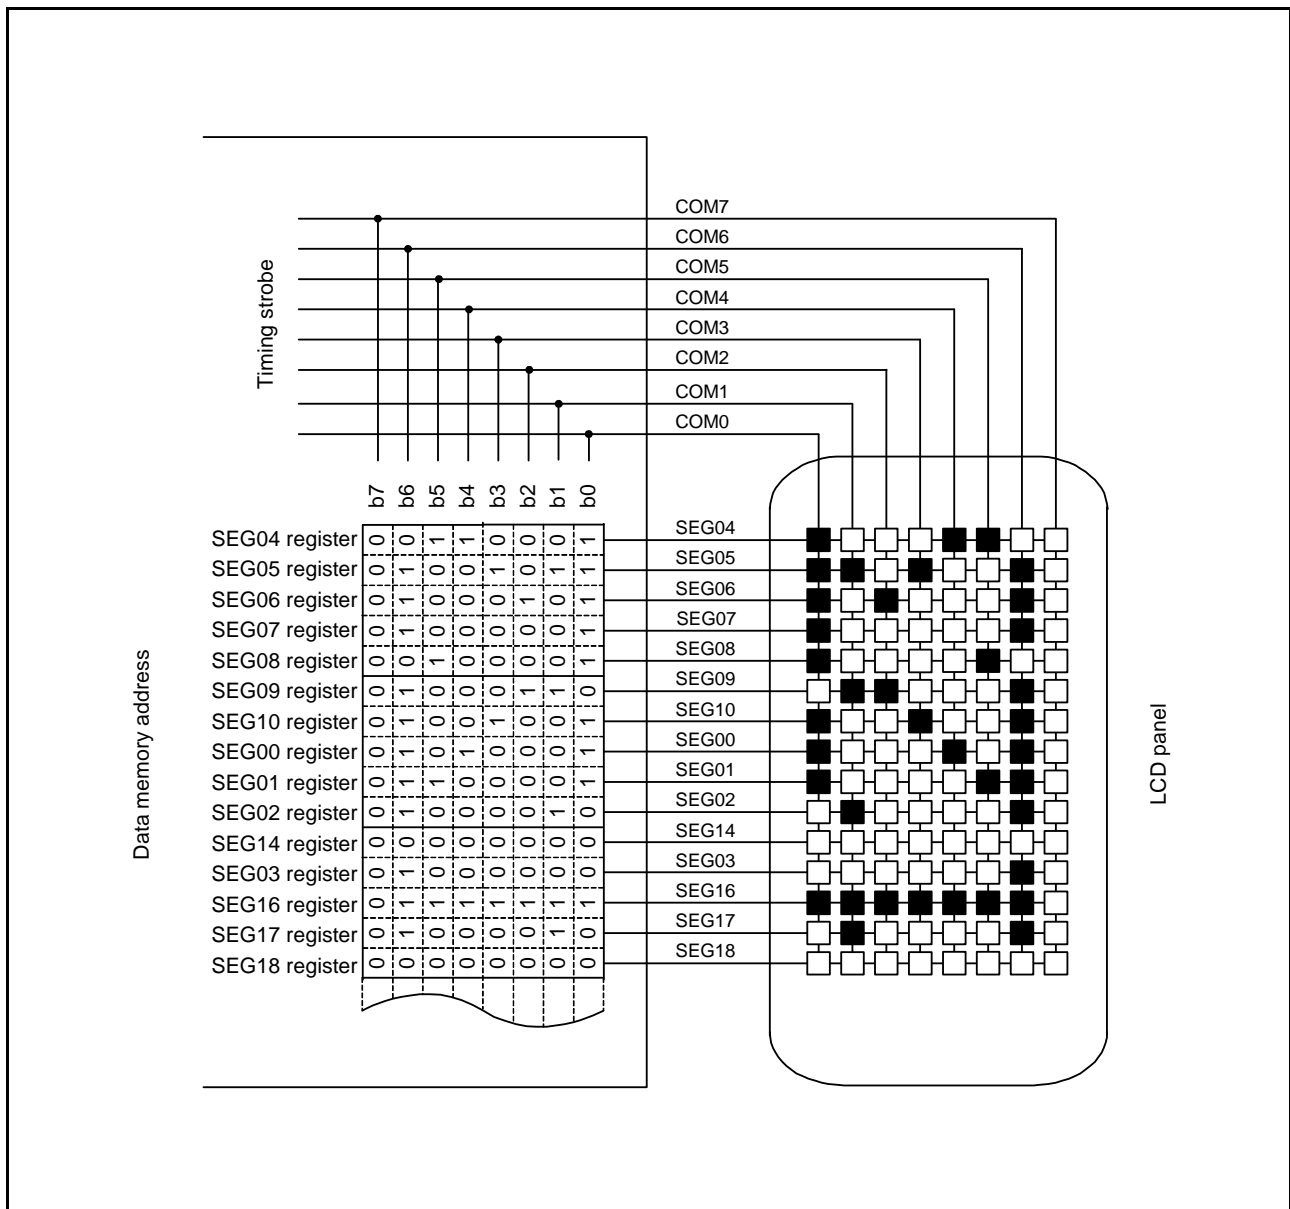 COM7
COM6
COM5
COM4
COM3
COM2
COM1
COM0
Timing strobe
b7 b6 b5 b4 b3 b2 b1 b0
SEG04 register 0 0 1 1 0 0 0 1 SEG04
SEG05 register 0 1 0 0 1 0 1 1 SEG05
SEG06 register 0 1 0 0 0 1 0 1 SEG06
SEG07 register 0 1 0 0 0 0 0 1 SEG07
SEG08 register 0 0 1 0 0 0 0 1 SEG08
SEG09 register 0 1 0 0 0 1 1 0 SEG09
SEG10 register 0 1 0 0 1 0 0 1 SEG10
SEG00 register 0 1 0 1 0 0 0 1 SEG00
SEG01 register 0 1 1 0 0 0 0 1 SEG01
SEG02 register 0 1 0 0 0 0 1 0 SEG02
SEG14 register 0 0 0 0 0 0 0 0 SEG14
SEG03 register 0 1 0 0 0 0 0 0 SEG03
SEG16 register 0 1 1 1 1 1 1 1 SEG16
SEG17 register 0 1 0 0 0 0 1 0 SEG17
SEG18 register 0 0 0 0 0 0 0 0 SEG18
Data memory address
LCD panel